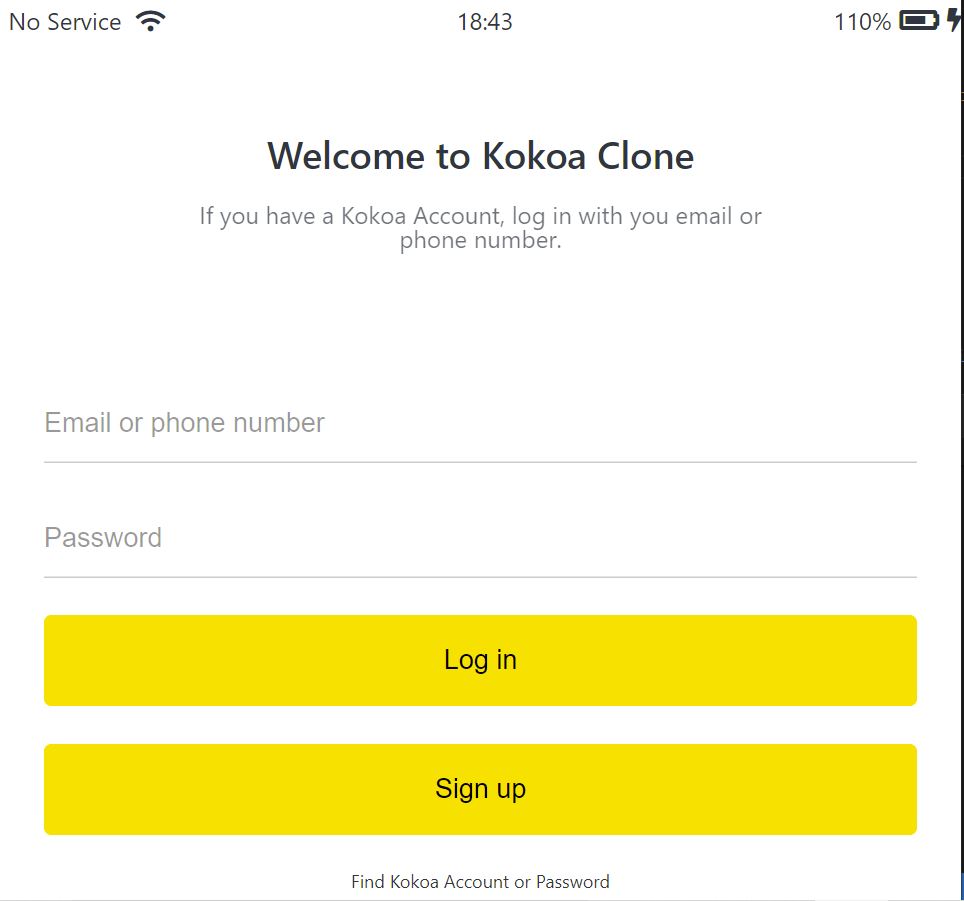 No Service 18:43 110%
Welcome to Kokoa Clone
If you have a Kokoa Account, log in with you email or
phone number.
Email or phone number
Password
Log in
Sign up
Find Kokoa Account or Password